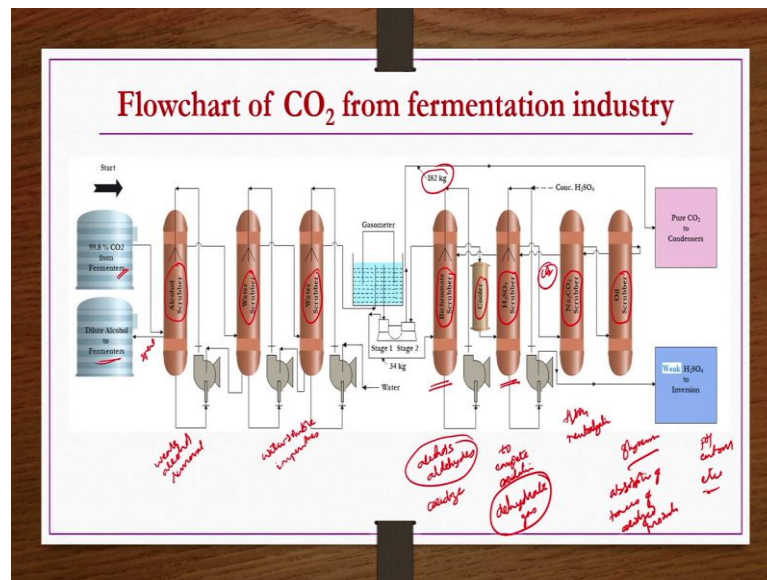 Flowchart of CO2 from fermentation industry
Start
99.8 % CO2
from
Fermenters
Dilute Alcohol
to
Fermenters
Alcohol
Scrubber
Water
Scrubber
Water
Scrubber
Gasometer
Stage 1 Stage 2
34 kg
Water
182 kg
Bichromate
Scrubber
Cooler
Conc. H2SO4
H2SO4
Scrubber
Na2CO3
Scrubber
Oil
Scrubber
Pure CO2
to
Condensers
Weak H2SO4
to
Inversion
alcohol
removal
water soluble
impurities
alcohols
aldehydes
oxidize
to
complete
oxidation
dehydrate
gas
absorption of
traces of
oxidized
products
etc